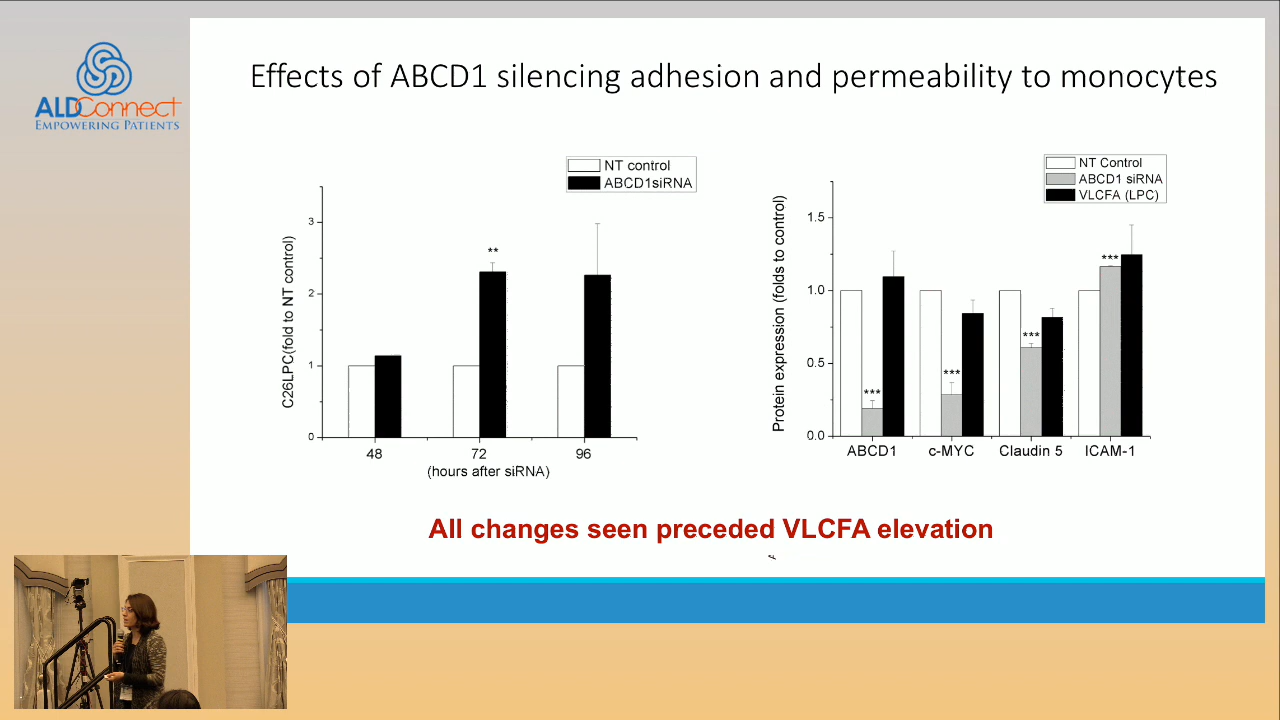 ALDConnect
EMPOWERING PATIENTS
Effects of ABCD1 silencing adhesion and permeability to monocytes
NT control
ABCD1siRNA
C26LPC(fold to NT control)
3
2
1
0
**
48
72
96
(hours after siRNA)
NT Control
ABCD1 siRNA
VLCFA (LPC)
Protein expression (folds to control)
1.5
1.0
0.5
0.0
***
***
***
***
ABCD1
c-MYC
Claudin 5
ICAM-1
All changes seen preceded VLCFA elevation